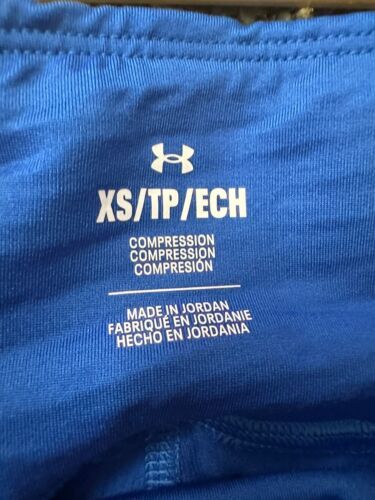 XS/TP/ECH
COMPRESSION
COMPRESSION
COMPRESIÓN
MADE IN JORDAN
FABRIQUÉ EN JORDANIE
HECHO EN JORDANIA